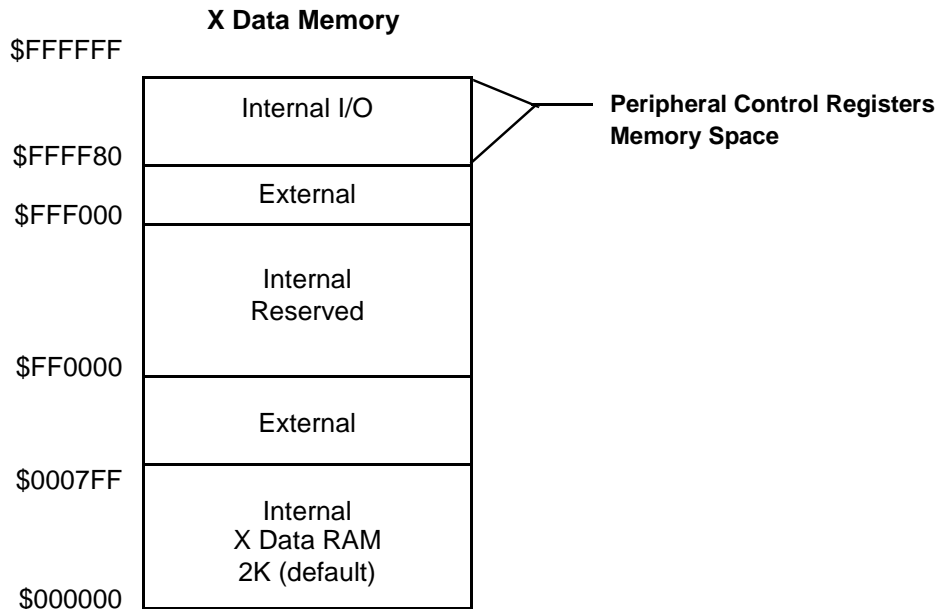 X Data Memory
$FFFFFF
Internal I/O
Peripheral Control Registers
Memory Space
$FFFF80
External
$FFF000
Internal
Reserved
$FF0000
External
$0007FF
Internal
X Data RAM
2K (default)
$000000